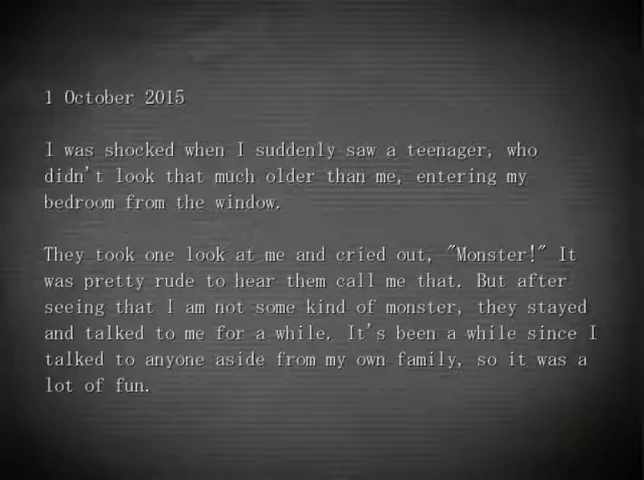 1 October 2015
I was shocked when I suddenly saw a teenager, who
didn't look that much older than me, entering my
bedroom from the window.
They took one look at me and cried out, "Monster!" It
was pretty rude to hear them call me that. But after
seeing that I am not some kind of monster, they stayed
and talked to me for a while. It's been a while since I
talked to anyone aside from my own family, so it was a
lot of fun.